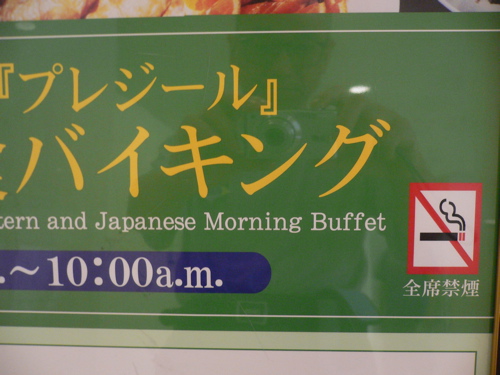 『プレジール』
バイキング
tern and Japanese Morning Buffet
.～10:00a.m.
全席禁煙